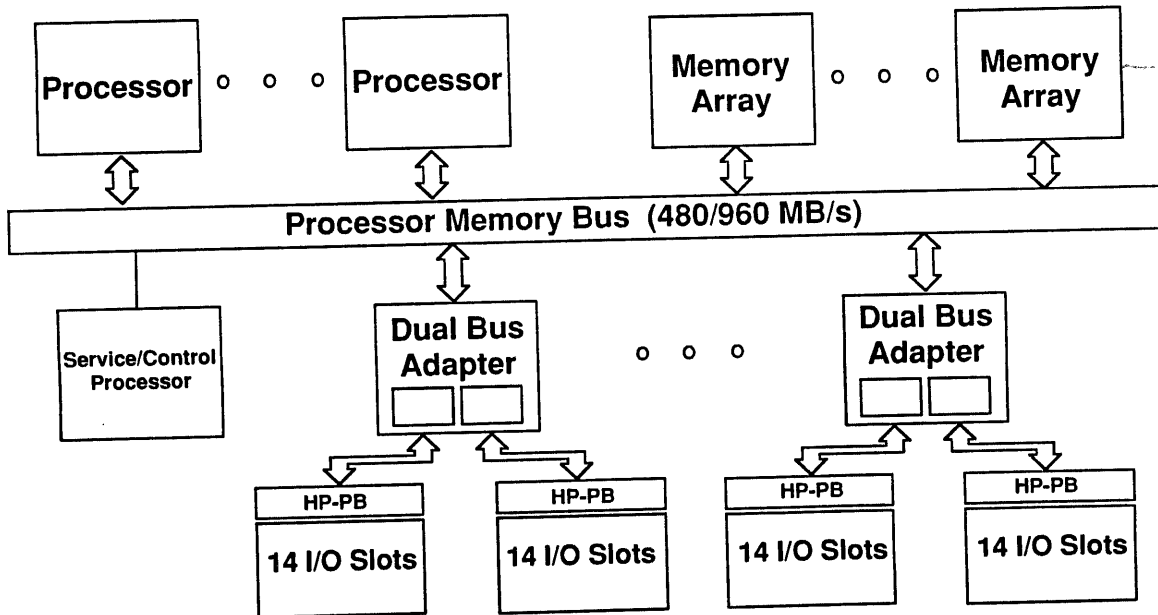 Processor
Processor
Memory
Array
Memory
Array
Processor Memory Bus (480/960 MB/s)
Service/Control
Processor
Dual Bus
Adapter
Dual Bus
Adapter
HP-PB
HP-PB
HP-PB
HP-PB
14 I/O Slots
14 I/O Slots
14 I/O Slots
14 I/O Slots